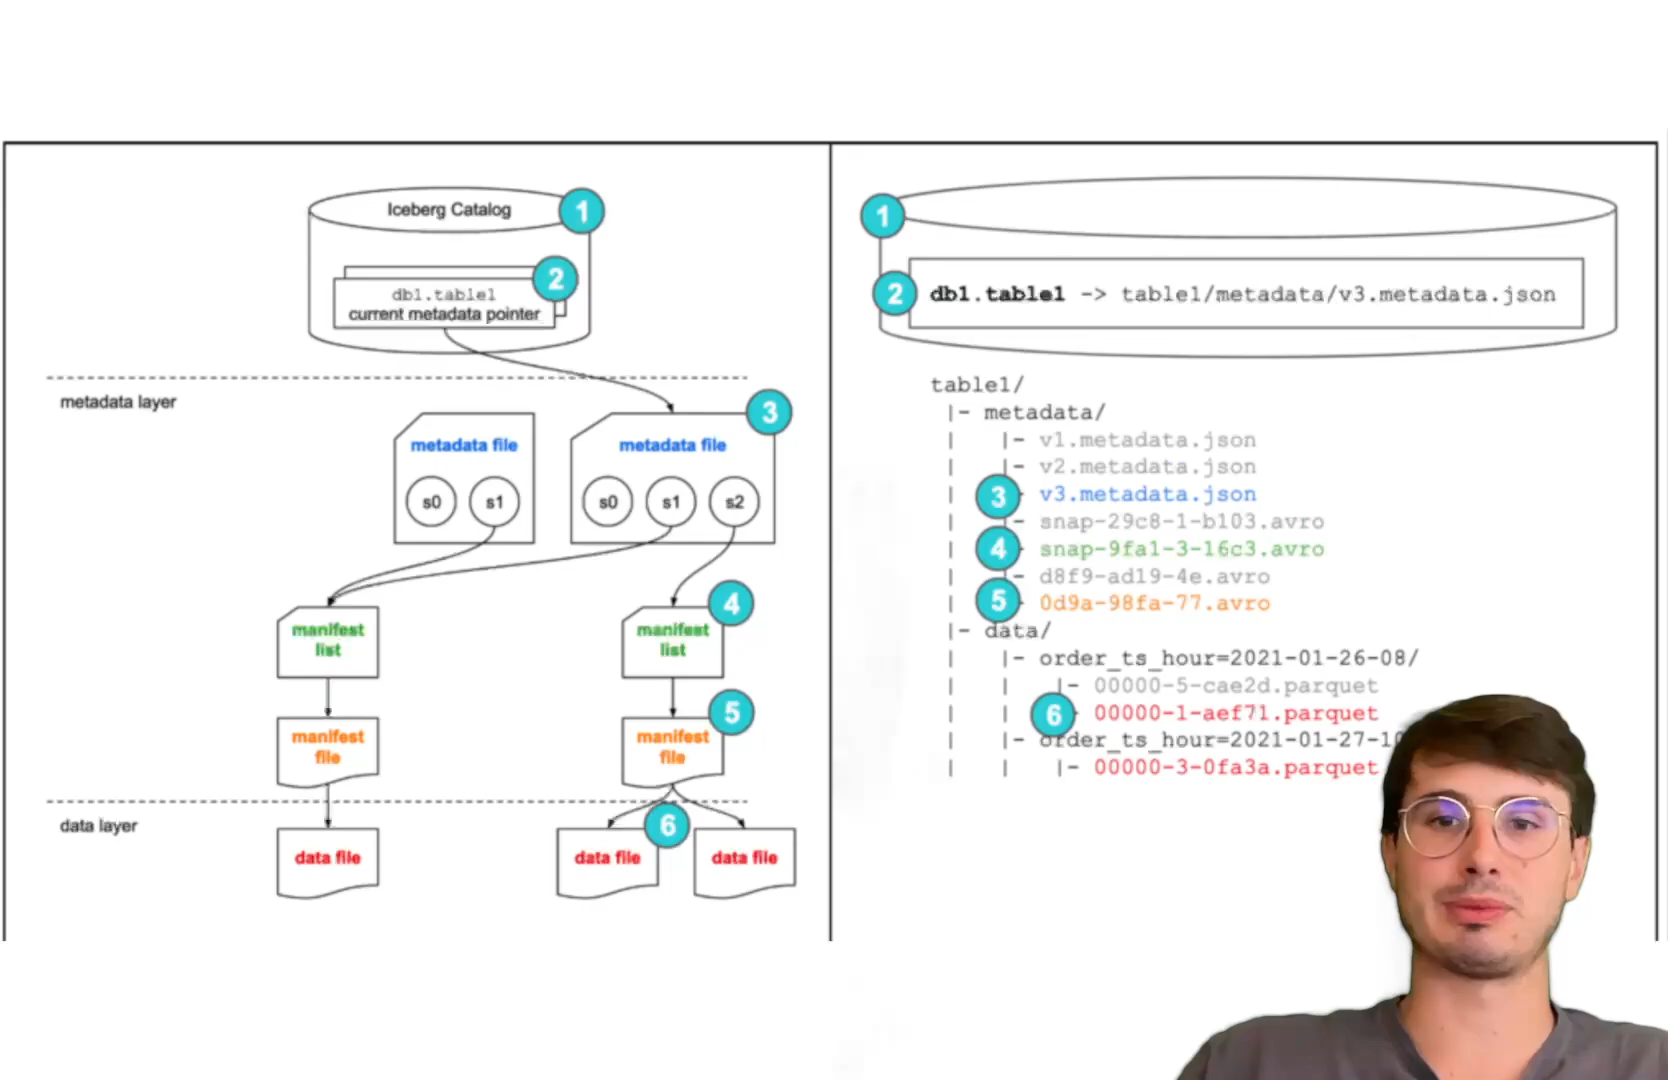 Iceberg Catalog
1
2
db1.table1
current metadata pointer
metadata layer
3
metadata file
s0
s1
metadata file
s0
s1
s2
4
manifest
list
manifest
list
5
manifest
file
manifest
file
data layer
6
data file
data file
data file
1
2
db1.table1 -> table1/metadata/v3.metadata.json
table1/
|- metadata/
| |- v1.metadata.json
| |- v2.metadata.json
| 3 - v3.metadata.json
| |- snap-29c8-1-b103.avro
| 4 - snap-9fa1-3-16c3.avro
| |- d8f9-ad19-4e.avro
| 5 - 0d9a-98fa-77.avro
|- data/
| |- order_ts_hour=2021-01-26-08/
| | |- 00000-5-cae2d.parquet
| | 6 - 00000-1-aef71.parquet
| |- order_ts_hour=2021-01-27-10
| | |- 00000-3-0fa3a.parquet